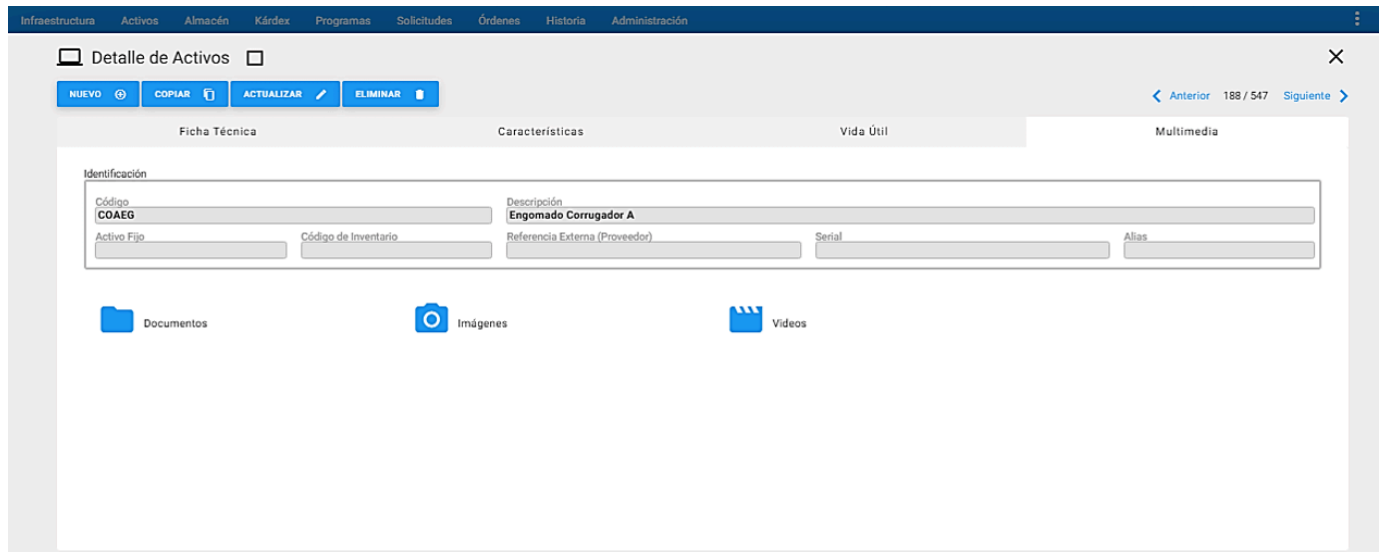 Infraestructura Activos Almacén Kárdex Programas Solicitudes Órdenes Historia Administración
Detalle de Activos
NUEVO COPIAR ACTUALIZAR ELIMINAR Anterior 188 / 547 Siguiente
Ficha Técnica Características Vida Útil Multimedia
Identificación
Código Descripción
COAEG Engomado Corrugador A
Activo Fijo Código de Inventario Referencia Externa (Proveedor) Serial Alias
Documentos Imágenes Videos